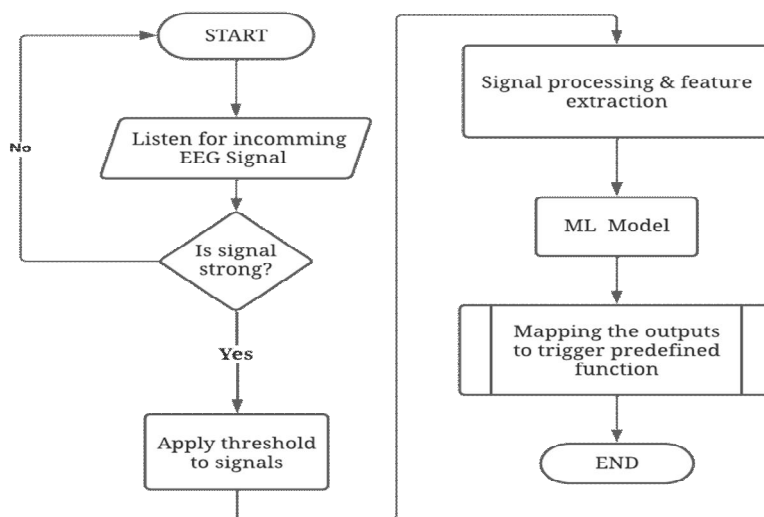 START
Listen for incomming
EEG Signal
Is signal
strong?
No
Yes
Apply threshold
to signals
Signal processing & feature
extraction
ML Model
Mapping the outputs
to trigger predefined
function
END